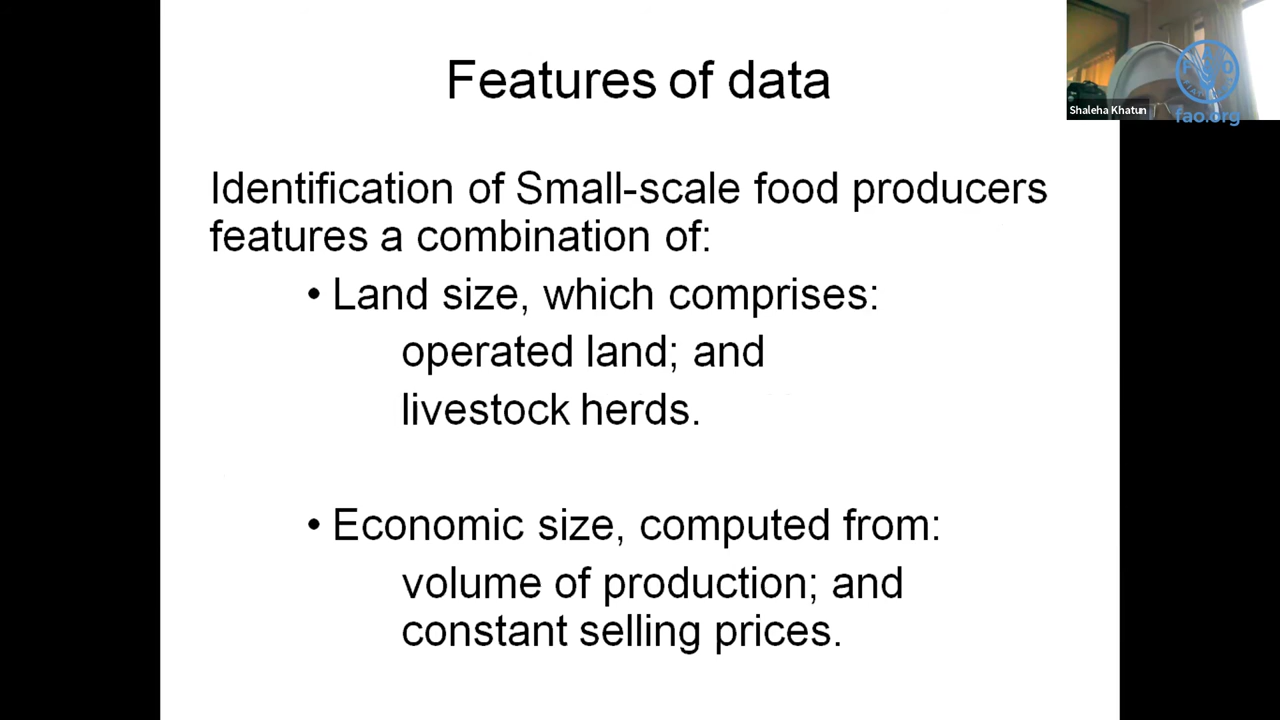 Features of data
Identification of Small-scale food producers
features a combination of:
• Land size, which comprises:
operated land; and
livestock herds.
• Economic size, computed from:
volume of production; and
constant selling prices.
Shaleha Khatun
fao.org